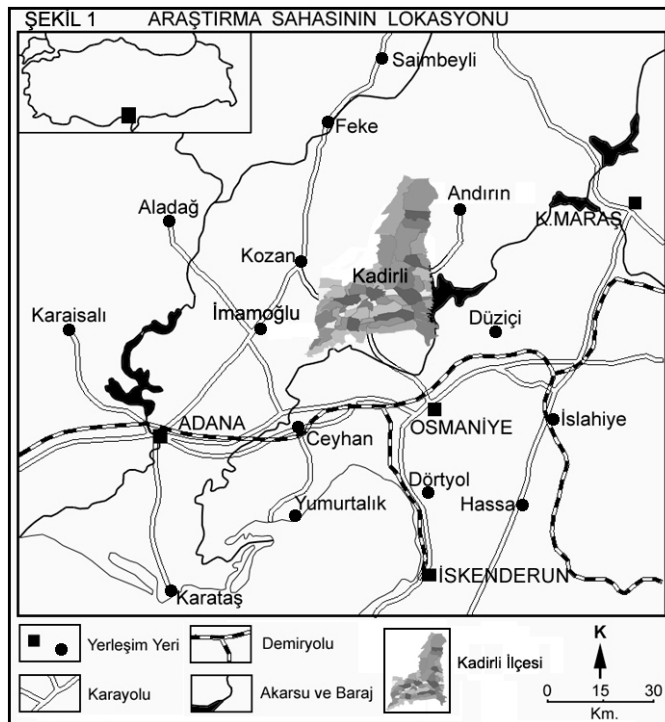 ŞEKİL 1 ARAŞTIRMA SAHASININ LOKASYONU
Saimbeyli
Feke
Andırın
Aladağ
K.MARAŞ
Kozan
Kadirli
Karaisalı
İmamoğlu
Düziçi
ADANA
OSMANİYE
İslahiye
Ceyhan
Dörtyol
Hassa
Yumurtalık
İSKENDERUN
Karataş
Yerleşim Yeri
Demiryolu
Kadirli İlçesi
K
Karayolu
Akarsu ve Baraj
0 15 30
Km.